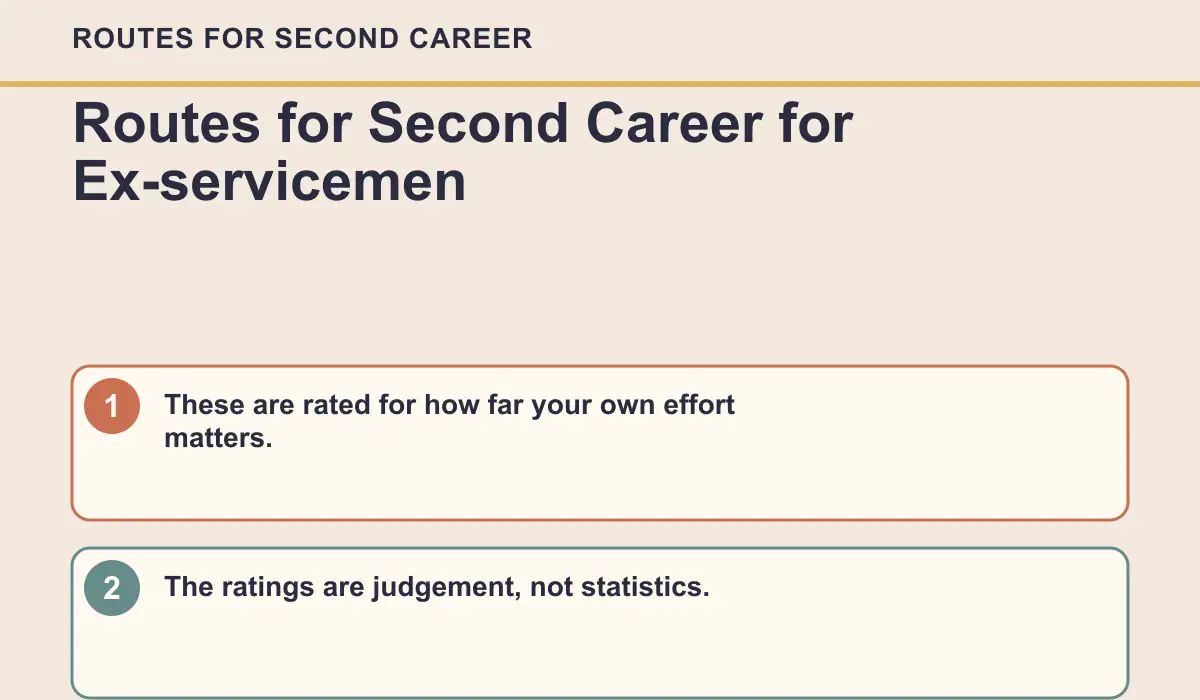 ROUTES FOR SECOND CAREER
Routes for Second Career for
Ex-servicemen
1
These are rated for how far your own effort
matters.
2
The ratings are judgement, not statistics.